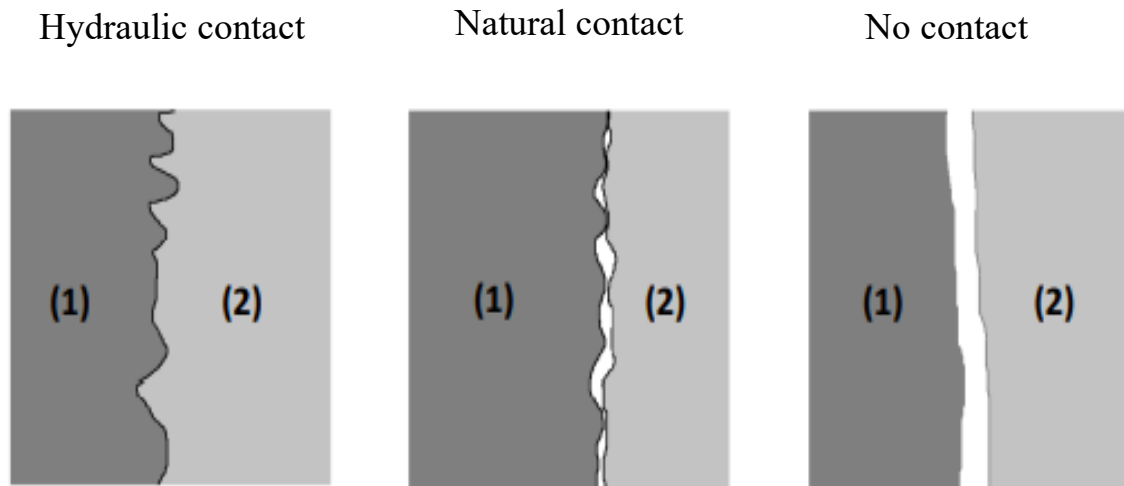 Hydraulic contact
Natural contact
No contact
(1)
(2)
(1)
(2)
(1)
(2)